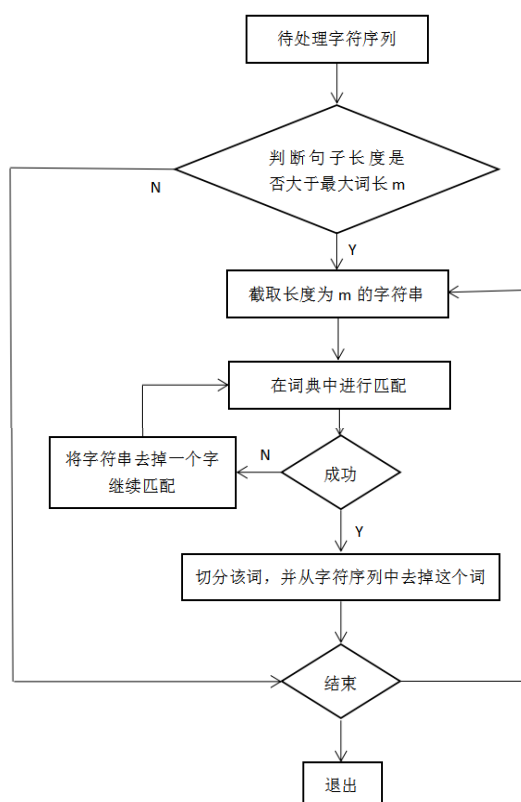 待处理字符序列
判断句子长度是
否大于最大词长 m
N
Y
截取长度为 m 的字符串
在词典中进行匹配
将字符串去掉一个字
继续匹配
N
成功
Y
切分该词，并从字符序列中去掉这个词
结束
退出